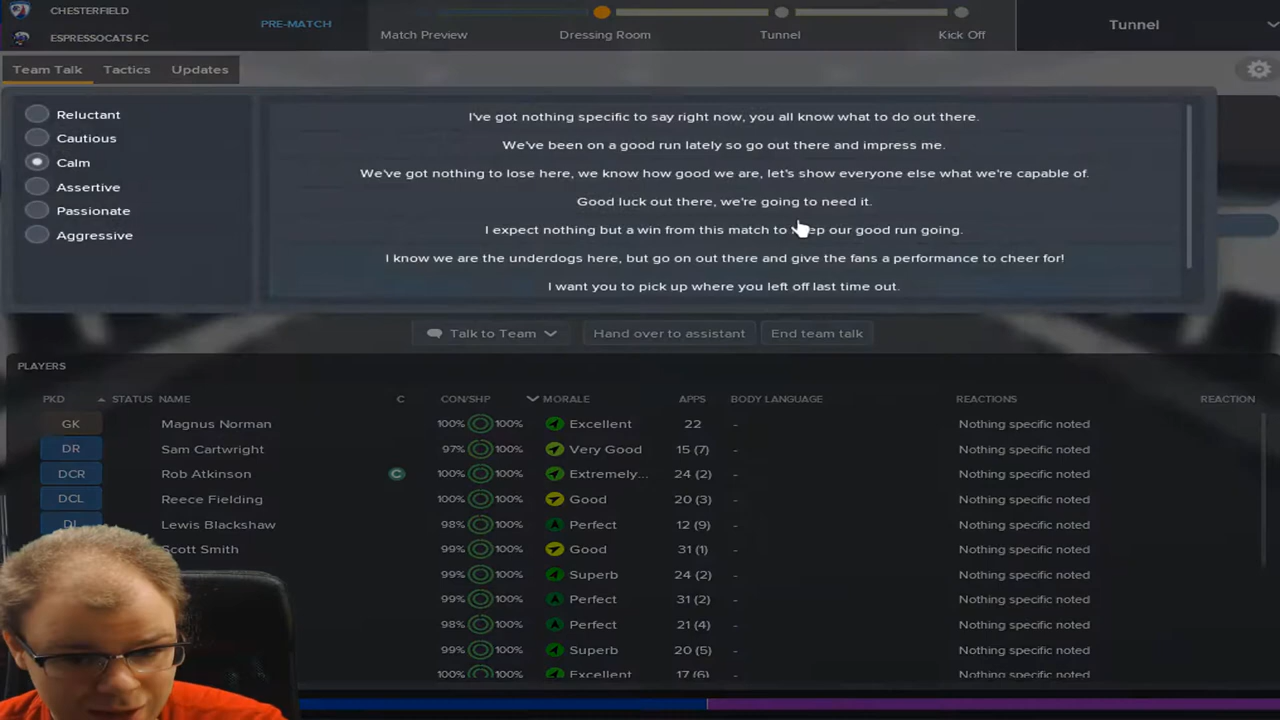 CHESTERFIELD
ESPRESSOCATS FC
PRE-MATCH
Match Preview
Dressing Room
Tunnel
Kick Off
Tunnel
Team Talk Tactics Updates
Reluctant
Cautious
Calm
Assertive
Passionate
Aggressive
I've got nothing specific to say right now, you all know what to do out there.
We've been on a good run lately so go out there and impress me.
We've got nothing to lose here, we know how good we are, let's show everyone else what we're capable of.
Good luck out there, we're going to need it.
I expect nothing but a win from this match to keep our good run going.
I know we are the underdogs here, but go on out there and give the fans a performance to cheer for!
I want you to pick up where you left off last time out.
Talk to Team Hand over to assistant End team talk
PLAYERS
PKD STATUS NAME C CON/SHP MORALE APPS BODY LANGUAGE REACTIONS REACTION
GK Magnus Norman 100% 100% Excellent 22 - Nothing specific noted
DR Sam Cartwright 97% 100% Very Good 15 (7) - Nothing specific noted
DCR Rob Atkinson C 100% 100% Extremely... 24 (2) - Nothing specific noted
DCL Reece Fielding 100% 100% Good 20 (3) - Nothing specific noted
DL Lewis Blackshaw 98% 100% Perfect 12 (9) - Nothing specific noted
Scott Smith 99% 100% Good 31 (1) - Nothing specific noted
99% 100% Superb 24 (2) - Nothing specific noted
99% 100% Perfect 31 (2) - Nothing specific noted
98% 100% Perfect 21 (4) - Nothing specific noted
99% 100% Superb 20 (5) - Nothing specific noted
100% 100% Excellent 17 (6) - Nothing specific noted